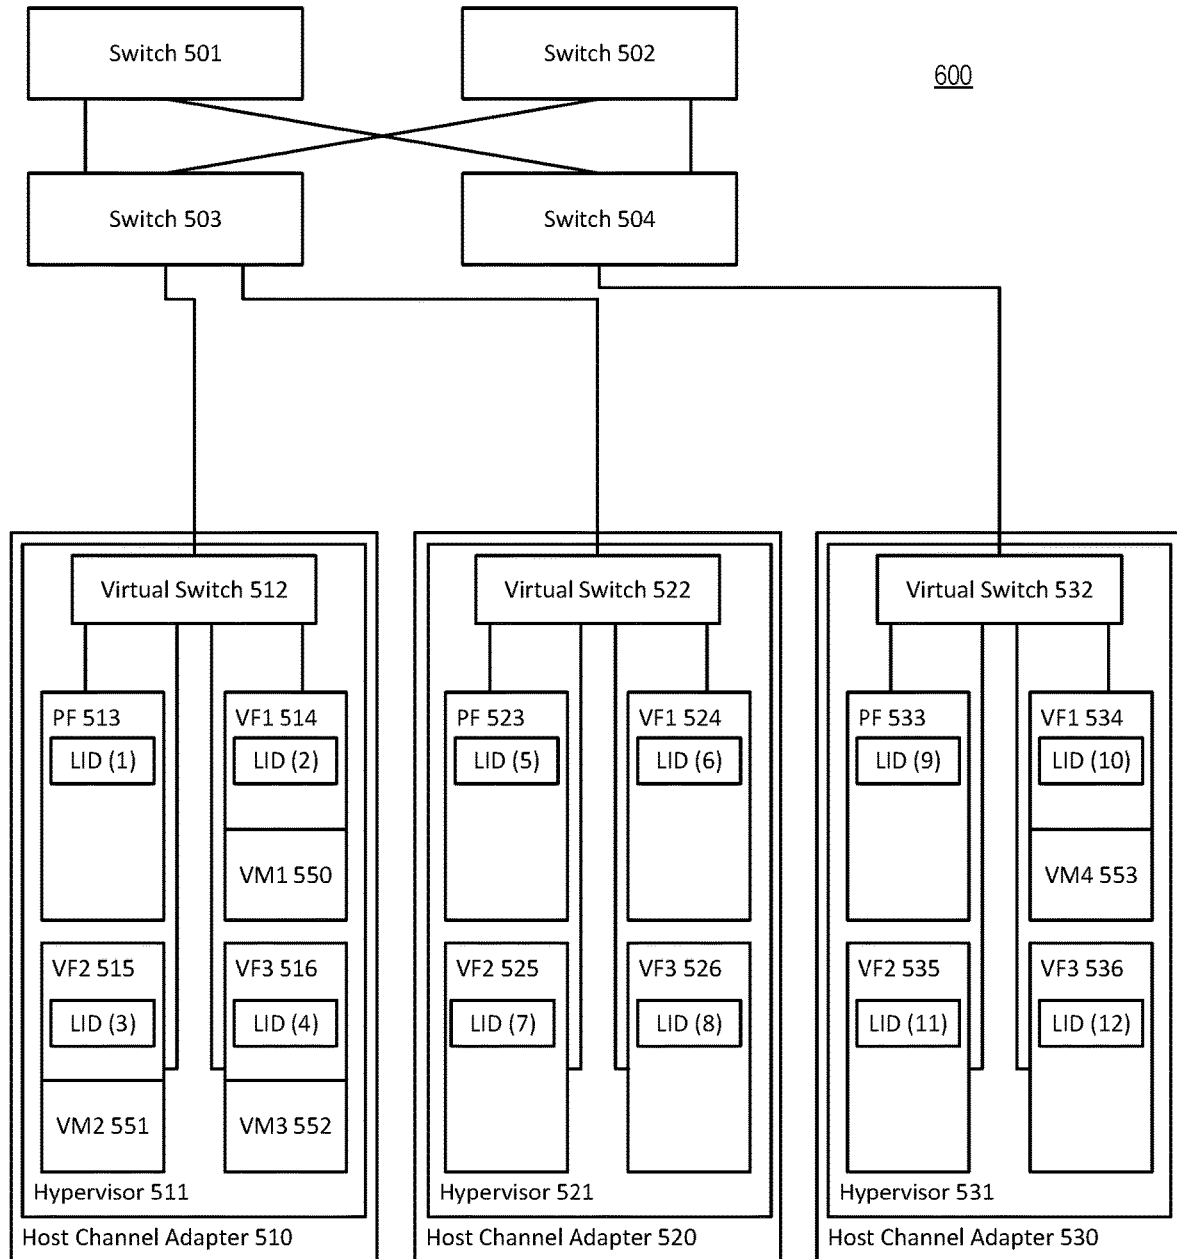 Switch 501
Switch 502
600
Switch 503
Switch 504
Virtual Switch 512
Virtual Switch 522
Virtual Switch 532
PF 513
LID (1)
VF1 514
LID (2)
VM1 550
VF2 515
LID (3)
VM2 551
VF3 516
LID (4)
VM3 552
Hypervisor 511
Host Channel Adapter 510
PF 523
LID (5)
VF1 524
LID (6)
VF2 525
LID (7)
VF3 526
LID (8)
Hypervisor 521
Host Channel Adapter 520
PF 533
LID (9)
VF1 534
LID (10)
VM4 553
VF2 535
LID (11)
VF3 536
LID (12)
Hypervisor 531
Host Channel Adapter 530